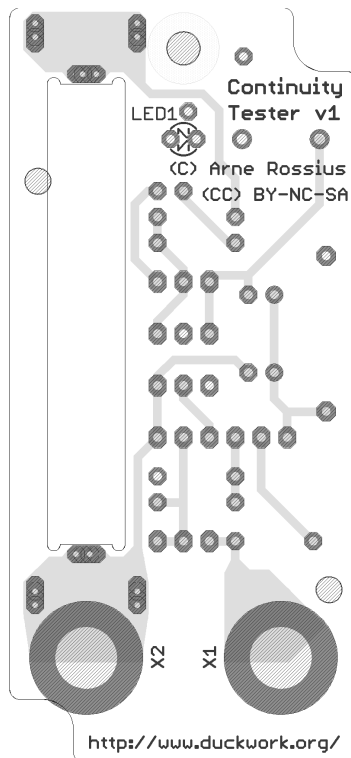 Continuity
Tester v1
LED1
(C) Arne Rossius
(CC) BY-NC-SA
X2
X1
http://www.duckwork.org/